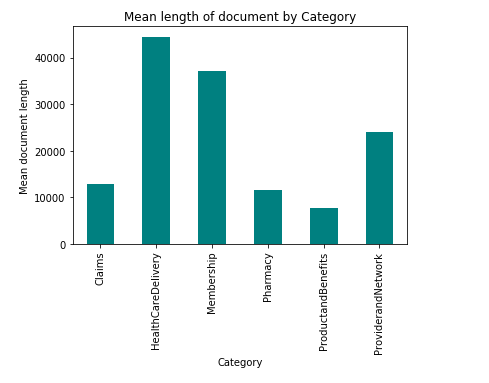 Mean length of document by Category
Mean document length
40000
30000
20000
10000
0
Claims
HealthCareDelivery
Membership
Pharmacy
ProductandBenefits
ProviderandNetwork
Category